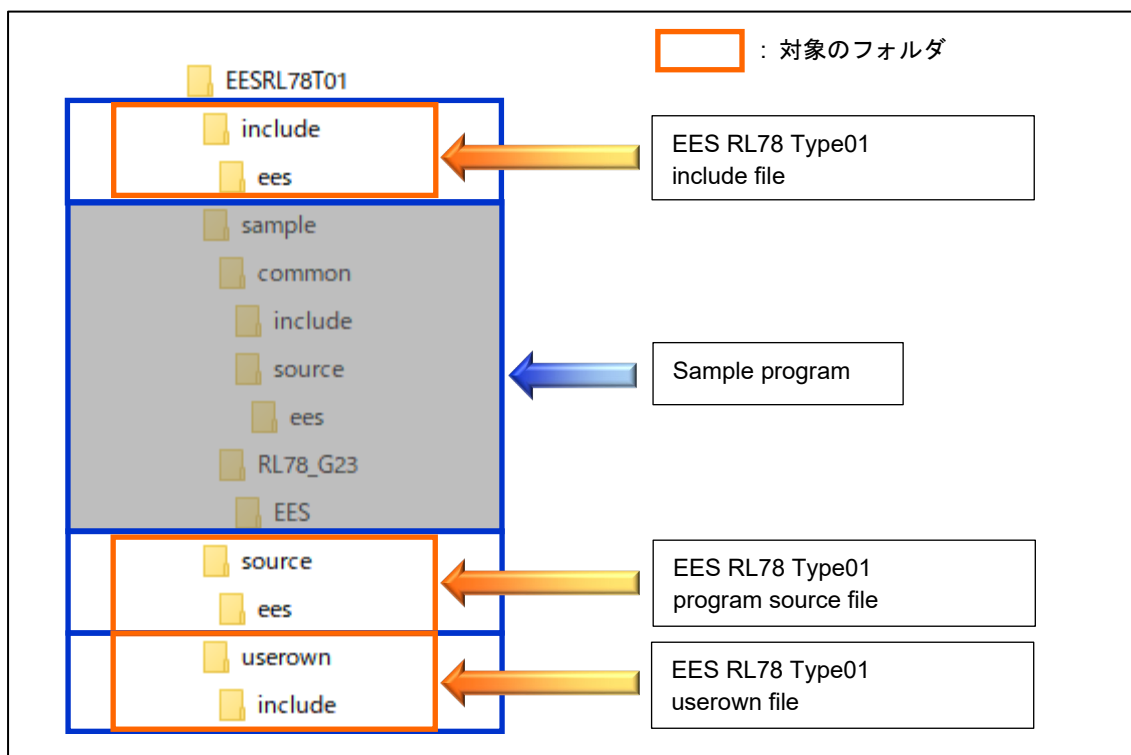 : 対象のフォルダ
EESRL78T01
include
ees
EES RL78 Type01
include file
sample
common
include
source
ees
RL78_G23
EES
Sample program
source
ees
EES RL78 Type01
program source file
userown
include
EES RL78 Type01
userown file